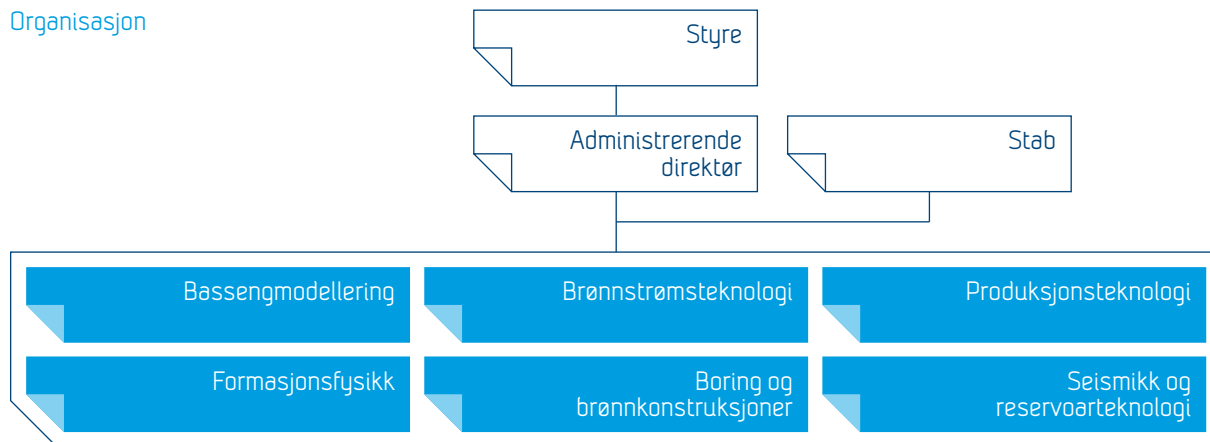 Organisasjon
Styre
Administrerende
direktør
Stab
Bassengmodellering
Brønnstrømsteknologi
Produksjonsteknologi
Formasjonsfysikk
Boring og
brønnkonstruksjoner
Seismikk og
reservoarteknologi